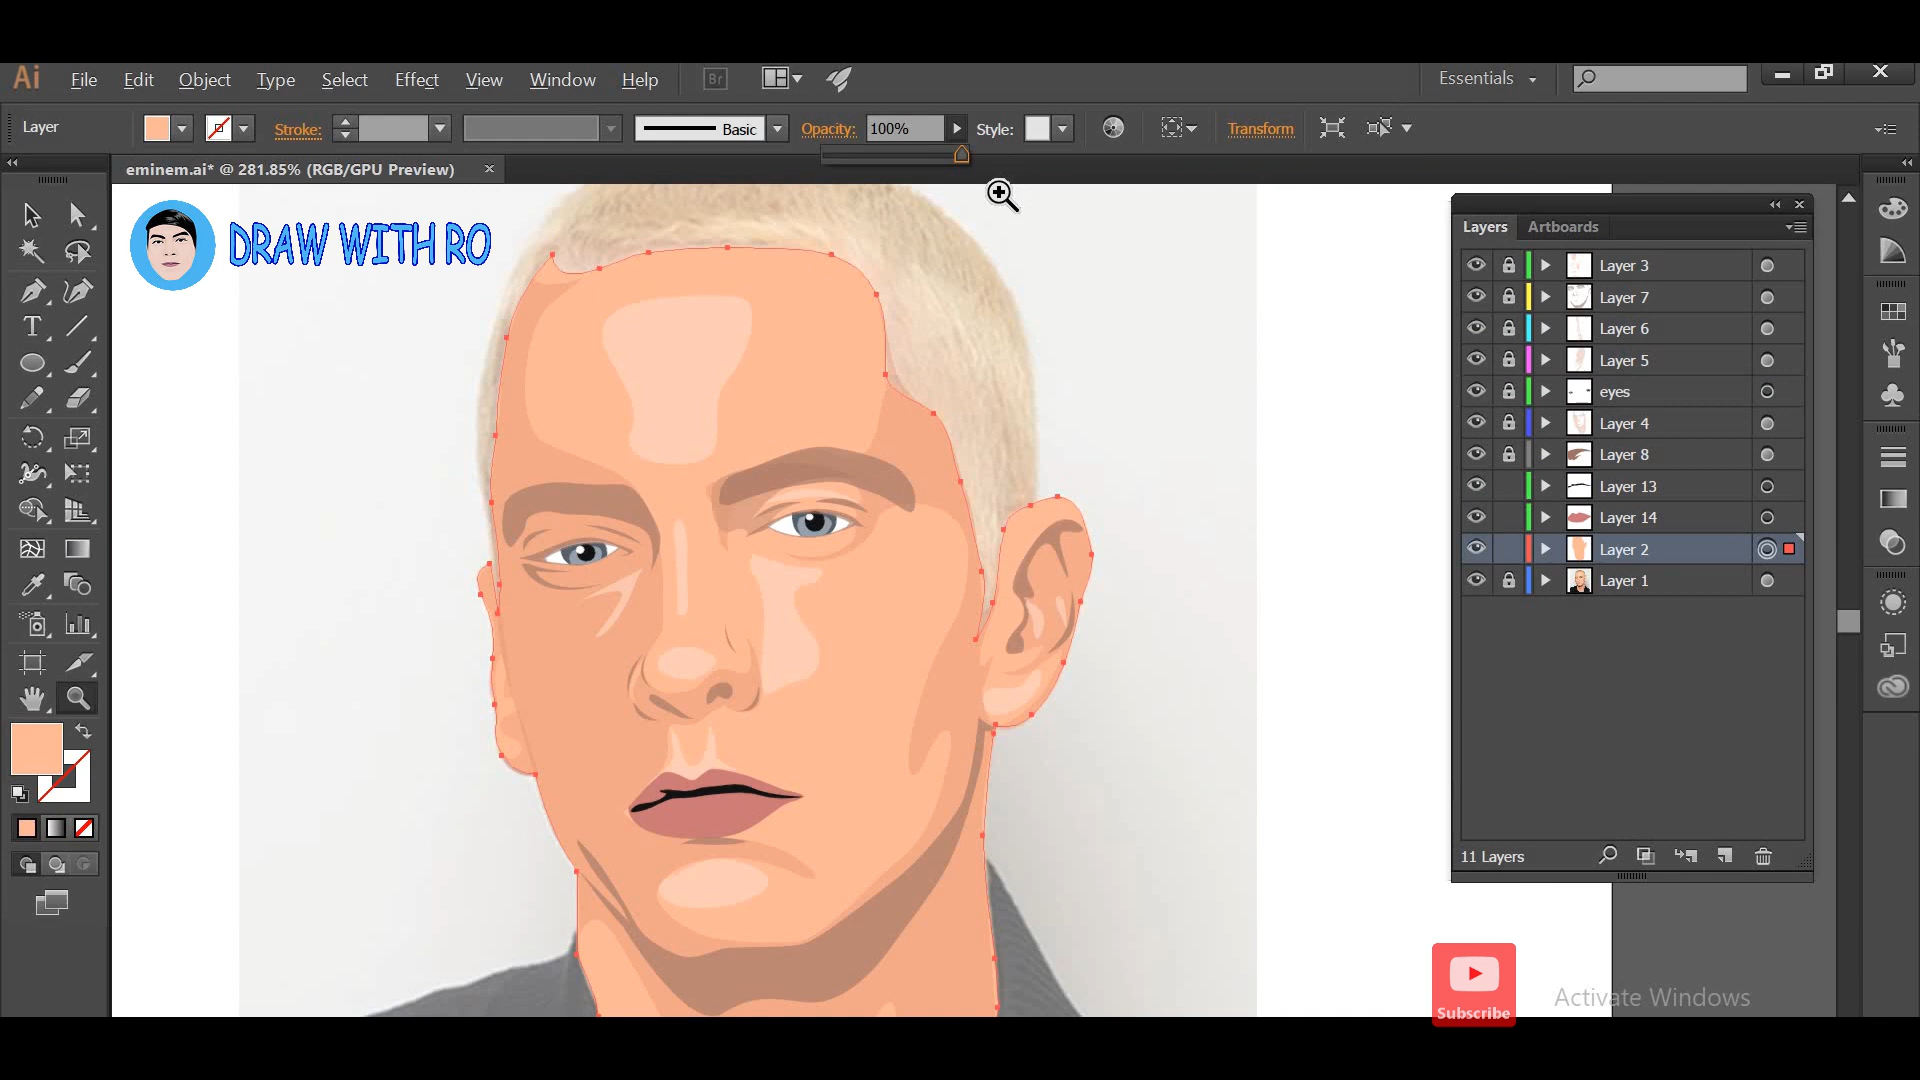 Ai File Edit Object Type Select Effect View Window Help Br Essentials
Layer Stroke: Basic Opacity: 100% Style: Transform
eminem.ai* @ 281.85% (RGB/GPU Preview)
DRAW WITH RO
Layers Artboards
Layer 3
Layer 7
Layer 6
Layer 5
eyes
Layer 4
Layer 8
Layer 13
Layer 14
Layer 2
Layer 1
11 Layers
Subscribe
Activate Windows